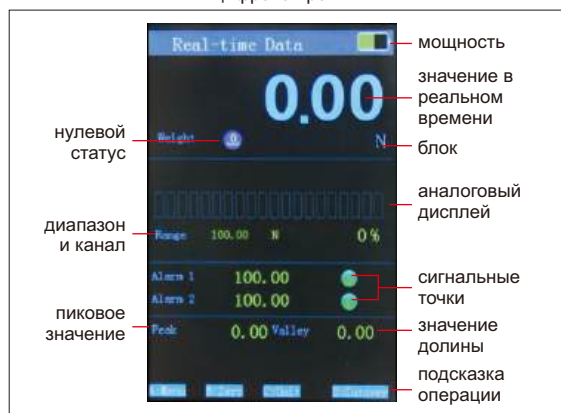 Real-time Data
мощность
0.00
значение в
реальном
времени
нулевой
статус
Weight
0
N
блок
аналоговый
дисплей
диапазон
и канал
Range 100.00 N 0%
Alarm 1 100.00
Alarm 2 100.00
сигнальные
точки
пиковое
значение
Peak 0.00 Valley 0.00
значение
долины
подсказка
операции